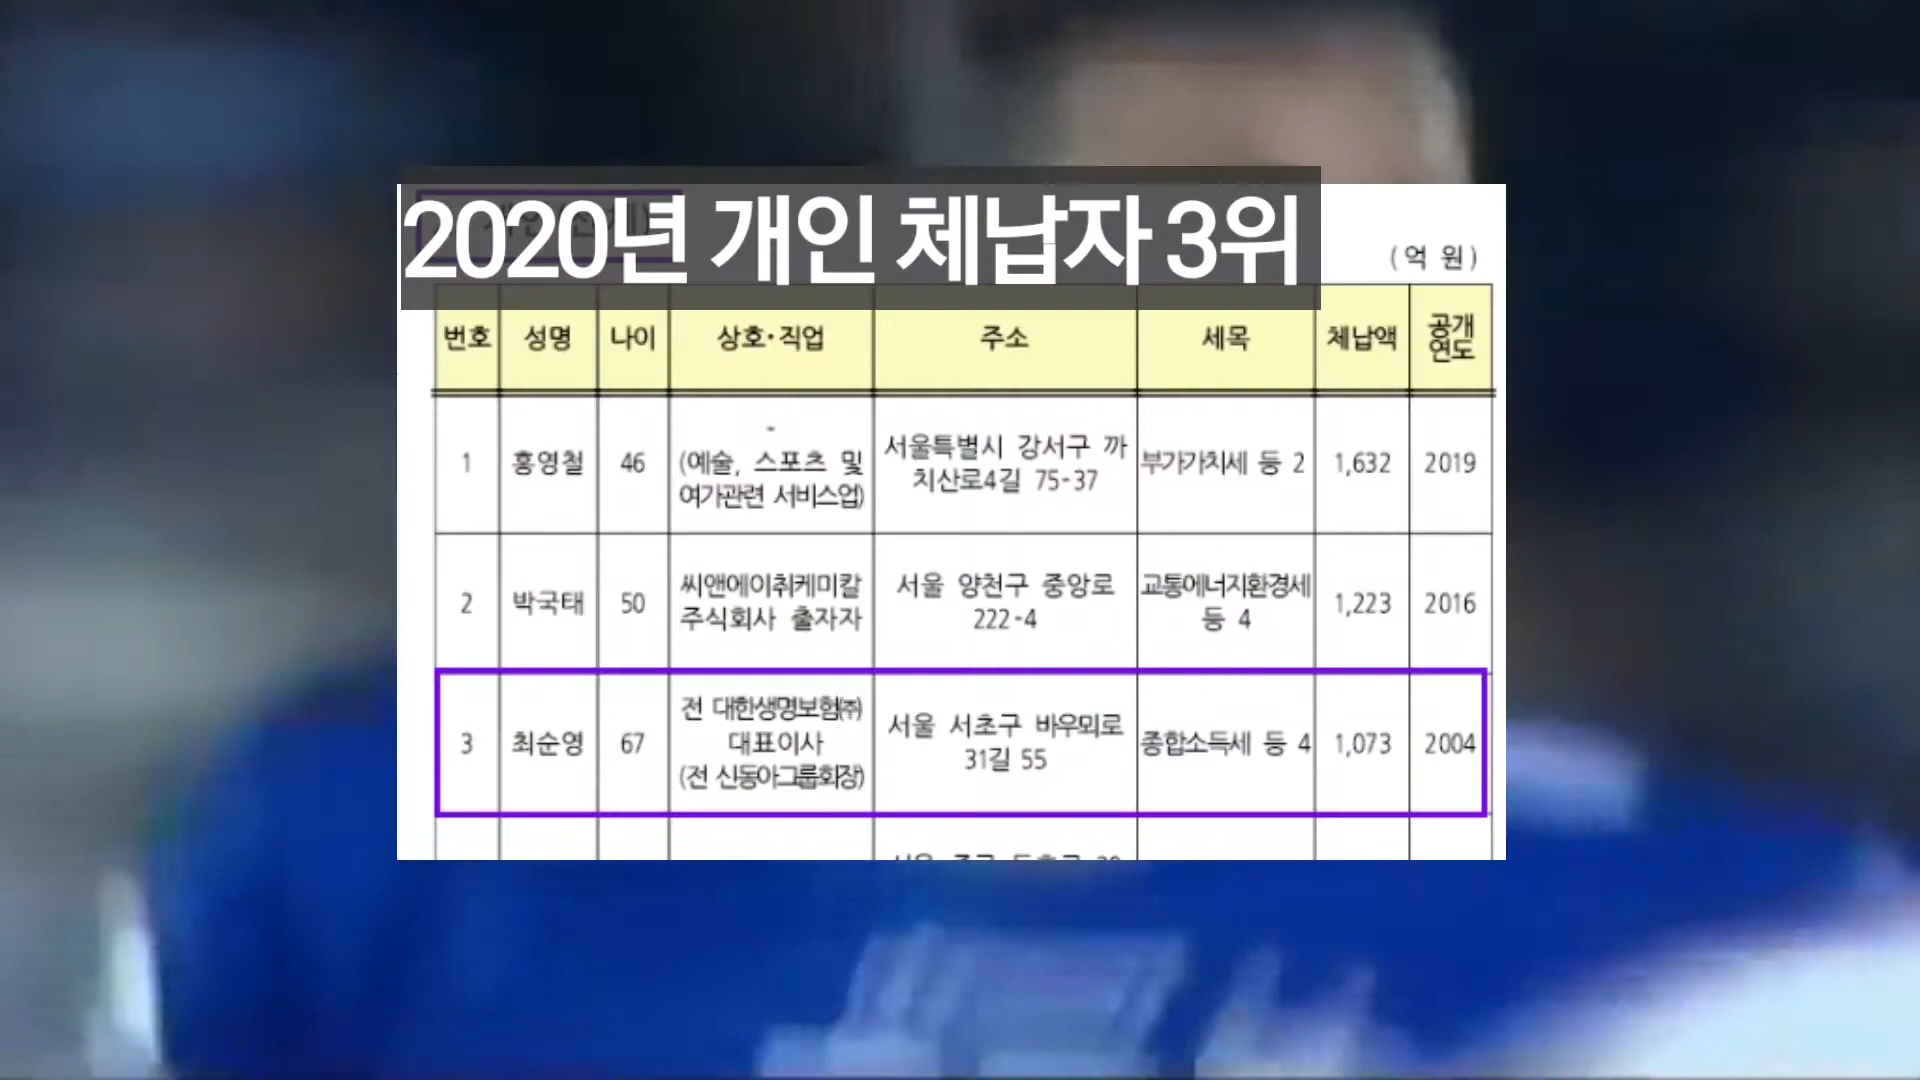 2020년 개인 체납자 3위
(억 원)
번호 성명 나이 상호·직업 주소 세목 체납액 공개
연도
1 홍영철 46 -
(예술, 스포츠 및
여가관련 서비스업) 서울특별시 강서구 까
치산로4길 75-37 부가가치세 등 2 1,632 2019
2 박국태 50 씨앤에이취케미칼
주식회사 출자자 서울 양천구 중앙로
222-4 교통에너지환경세
등 4 1,223 2016
3 최순영 67 전 대한생명보험㈜
대표이사
(전 신동아그룹회장) 서울 서초구 바우뫼로
31길 55 종합소득세 등 4 1,073 2004